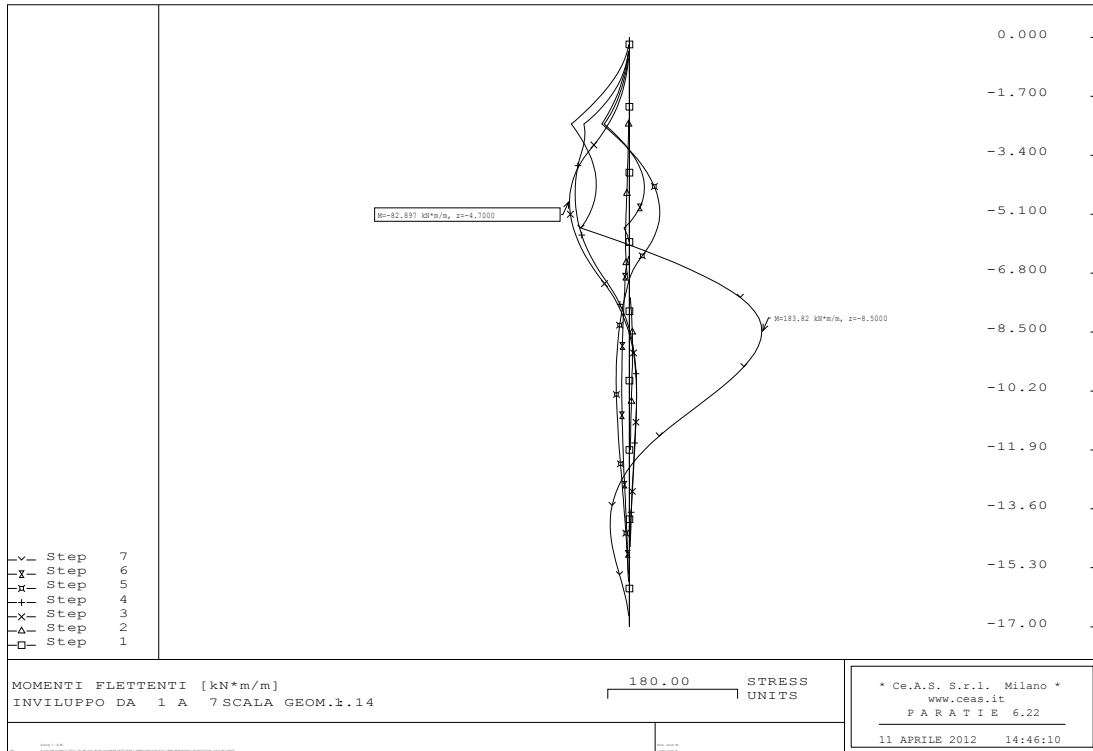 0.000
-1.700
-3.400
M=-82.897 kN*m/m, z=-4.7000
-5.100
-6.800
M=183.82 kN*m/m, z=-8.5000
-8.500
-10.20
-11.90
-13.60
-15.30
-17.00
Step 7
Step 6
Step 5
Step 4
Step 3
Step 2
Step 1
MOMENTI FLETTENTI [kN*m/m]
INVILUPPO DA 1 A 7 SCALA GEOM.
180.00 STRESS
UNITS
* Ce.A.S. S.r.l. Milano *
www.ceas.it
P A R A T I E 6.22
11 APRILE 2012 14:46:10